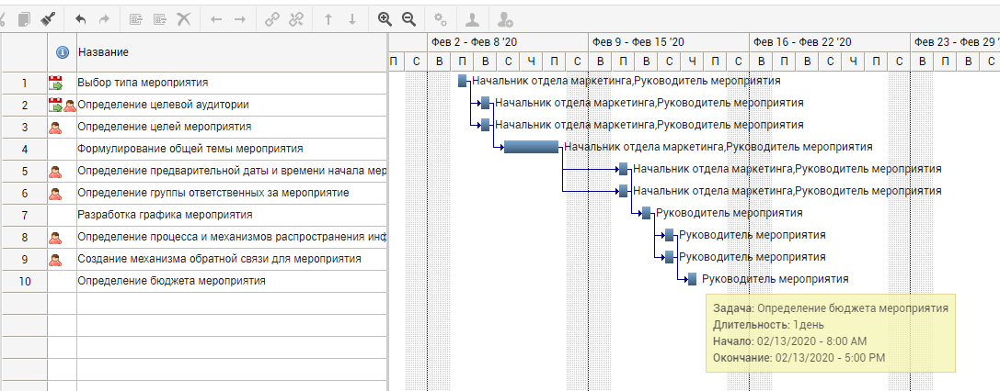 Фев 2 - Фев 8 '20 Фев 9 - Фев 15 '20 Фев 16 - Фев 22 '20 Фев 23 - Фев 29 '
Название
П С В П В С Ч П С В П В С Ч П С В П В С Ч П С В П В С
1 Выбор типа мероприятия Начальник отдела маркетинга,Руководитель мероприятия
2 Определение целевой аудитории Начальник отдела маркетинга,Руководитель мероприятия
3 Определение целей мероприятия Начальник отдела маркетинга,Руководитель мероприятия
4 Формулирование общей темы мероприятия Начальник отдела маркетинга,Руководитель мероприятия
5 Определение предварительной даты и времени начала мер Начальник отдела маркетинга,Руководитель мероприятия
6 Определение группы ответственных за мероприятие Начальник отдела маркетинга,Руководитель мероприятия
7 Разработка графика мероприятия Руководитель мероприятия
8 Определение процесса и механизмов распространения инф Руководитель мероприятия
9 Создание механизма обратной связи для мероприятия Руководитель мероприятия
10 Определение бюджета мероприятия Руководитель мероприятия
Задача: Определение бюджета мероприятия
Длительность: 1день
Начало: 02/13/2020 - 8:00 AM
Окончание: 02/13/2020 - 5:00 PM